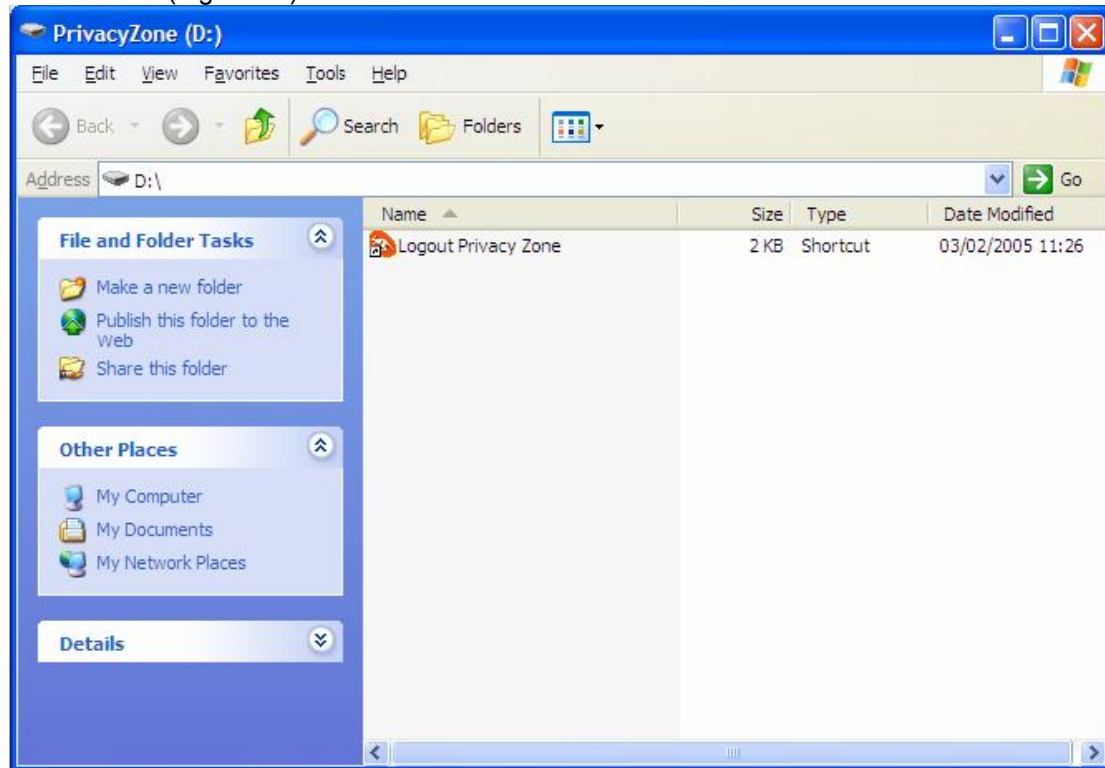 PrivacyZone (D:)
File Edit View Favorites Tools Help
Back Search Folders
Address D:\ Go
Name Size Type Date Modified
File and Folder Tasks
Logout Privacy Zone 2 KB Shortcut 03/02/2005 11:26
Make a new folder
Publish this folder to the
Web
Share this folder
Other Places
My Computer
My Documents
My Network Places
Details